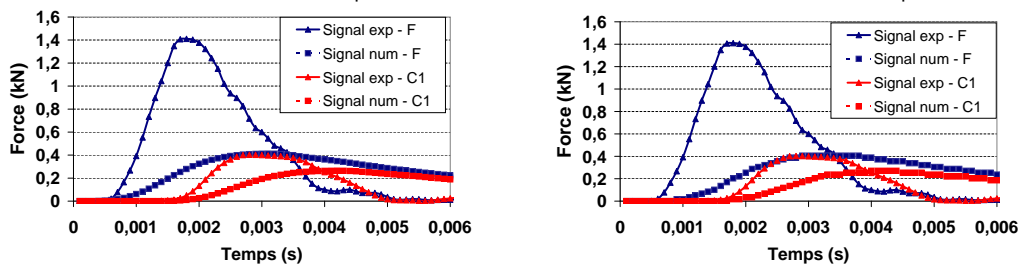 1,6
1,4
1,2
1
0,8
0,6
0,4
0,2
0
Force (kN)
Signal exp - F
Signal num - F
Signal exp - C1
Signal num - C1
0 0,001 0,002 0,003 0,004 0,005 0,006
Temps (s)
1,6
1,4
1,2
1
0,8
0,6
0,4
0,2
0
Force (kN)
Signal exp - F
Signal num - F
Signal exp - C1
Signal num - C1
0 0,001 0,002 0,003 0,004 0,005 0,006
Temps (s)